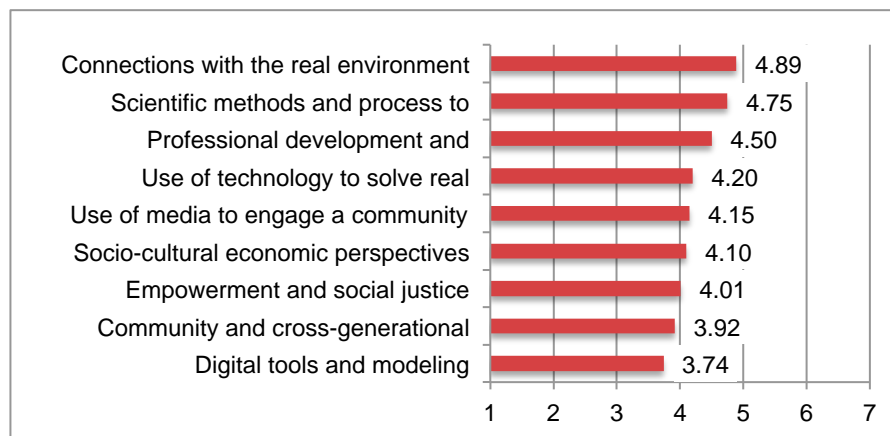 Connections with the real environment 4.89
Scientific methods and process to 4.75
Professional development and 4.50
Use of technology to solve real 4.20
Use of media to engage a community 4.15
Socio-cultural economic perspectives 4.10
Empowerment and social justice 4.01
Community and cross-generational 3.92
Digital tools and modeling 3.74
1 2 3 4 5 6 7